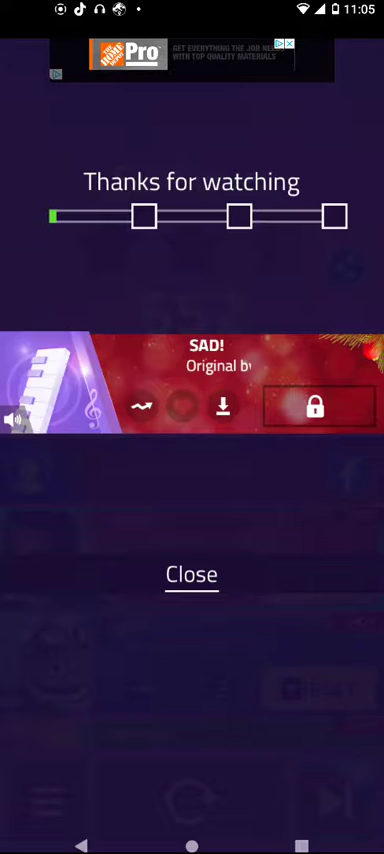 11:05
THE HOME DEPOT
Pro
GET EVERYTHING THE JOB
WITH TOP QUALITY MATERIALS
Thanks for watching
SAD!
Original by
Close